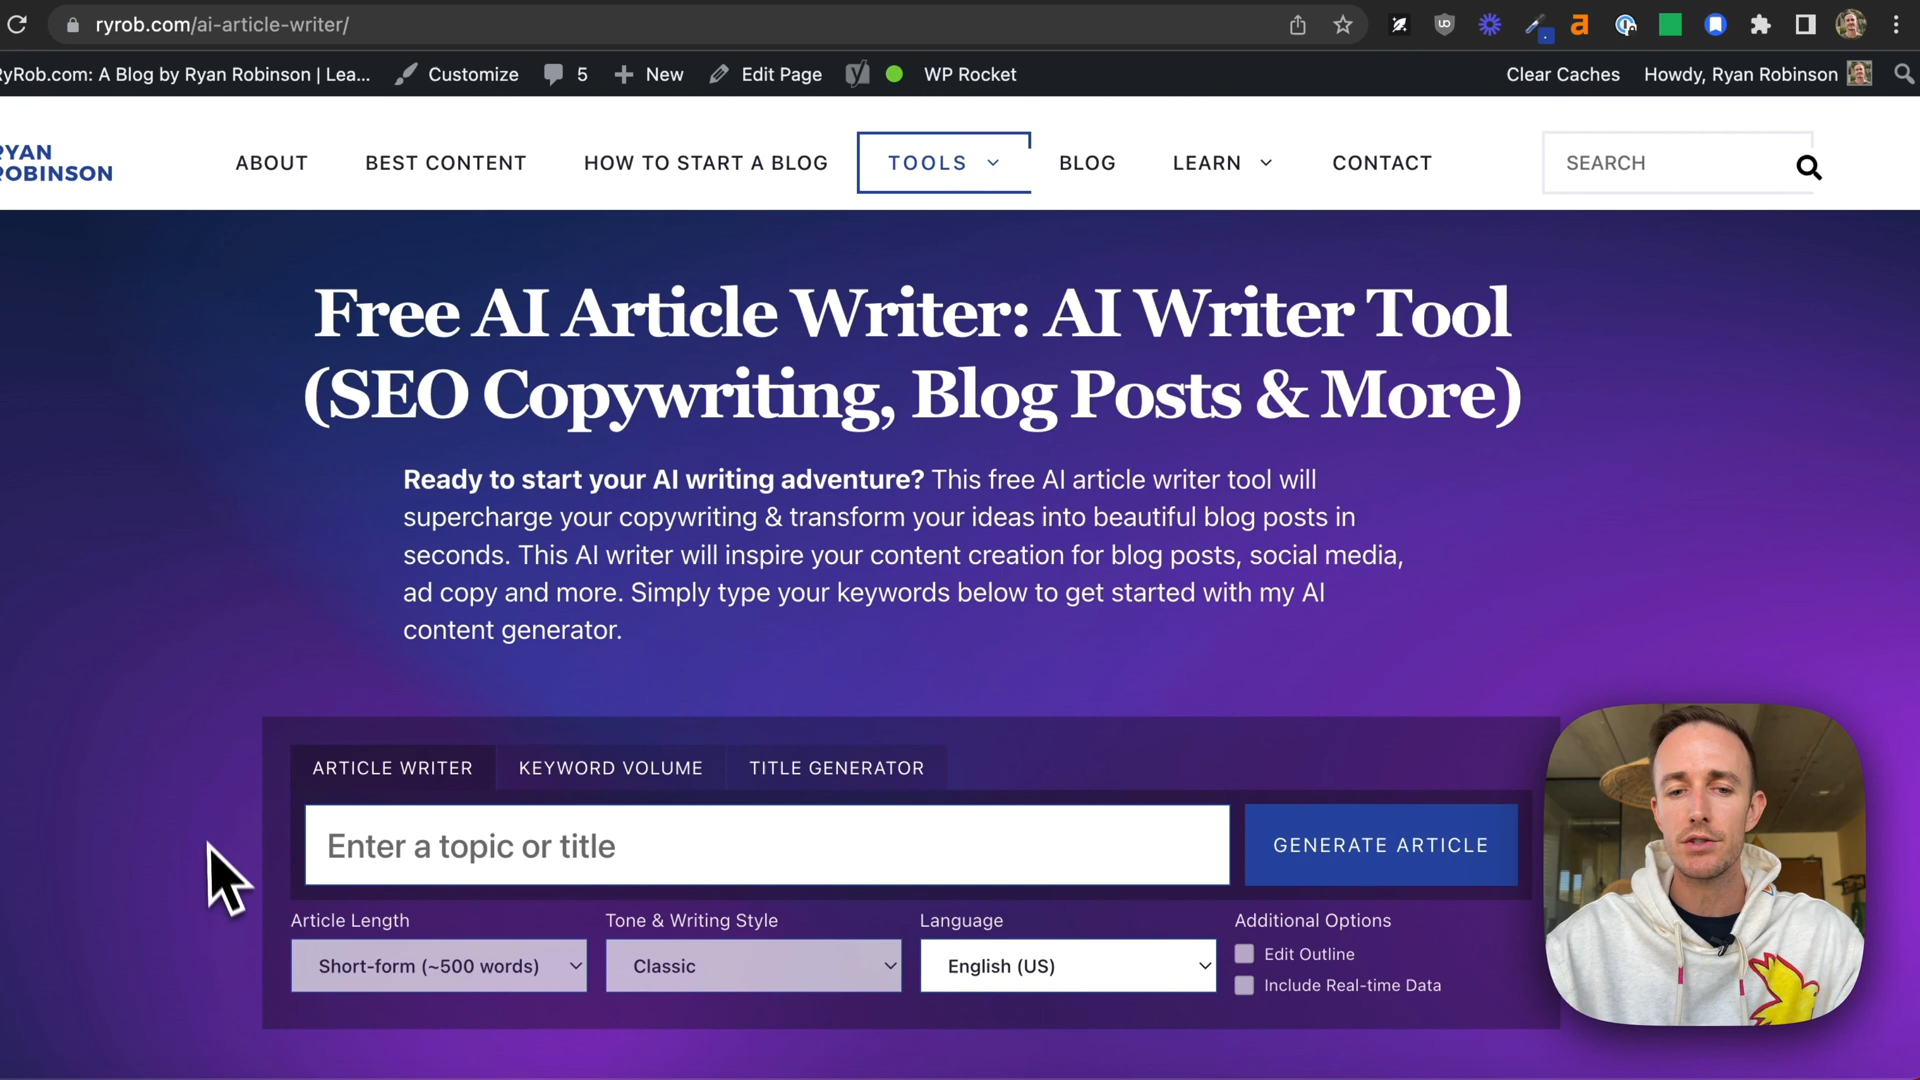 ryrob.com/ai-article-writer/
RyRob.com: A Blog by Ryan Robinson | Lea... Customize 5 New Edit Page WP Rocket Clear Caches Howdy, Ryan Robinson
RYAN
ROBINSON
ABOUT BEST CONTENT HOW TO START A BLOG TOOLS BLOG LEARN CONTACT SEARCH
Free AI Article Writer: AI Writer Tool
(SEO Copywriting, Blog Posts & More)
Ready to start your AI writing adventure? This free AI article writer tool will
supercharge your copywriting & transform your ideas into beautiful blog posts in
seconds. This AI writer will inspire your content creation for blog posts, social media,
ad copy and more. Simply type your keywords below to get started with my AI
content generator.
ARTICLE WRITER KEYWORD VOLUME TITLE GENERATOR
Enter a topic or title GENERATE ARTICLE
Article Length Tone & Writing Style Language Additional Options
Short-form (~500 words) Classic English (US) Edit Outline
Include Real-time Data